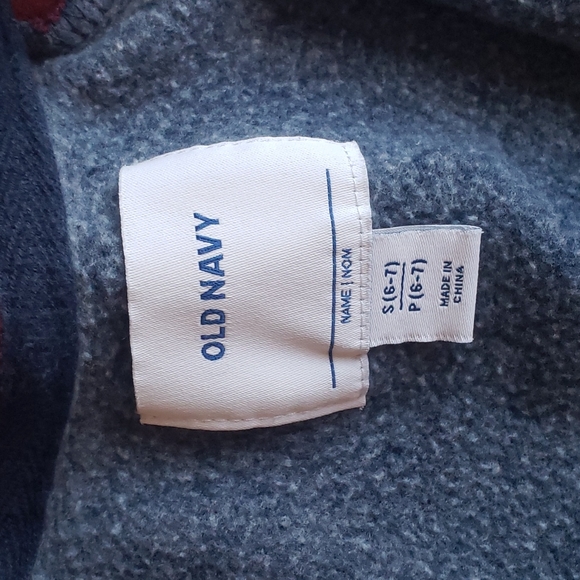 OLD NAVY
NAME | NOM
S (6-7)
P (6-7)
MADE IN
CHINA